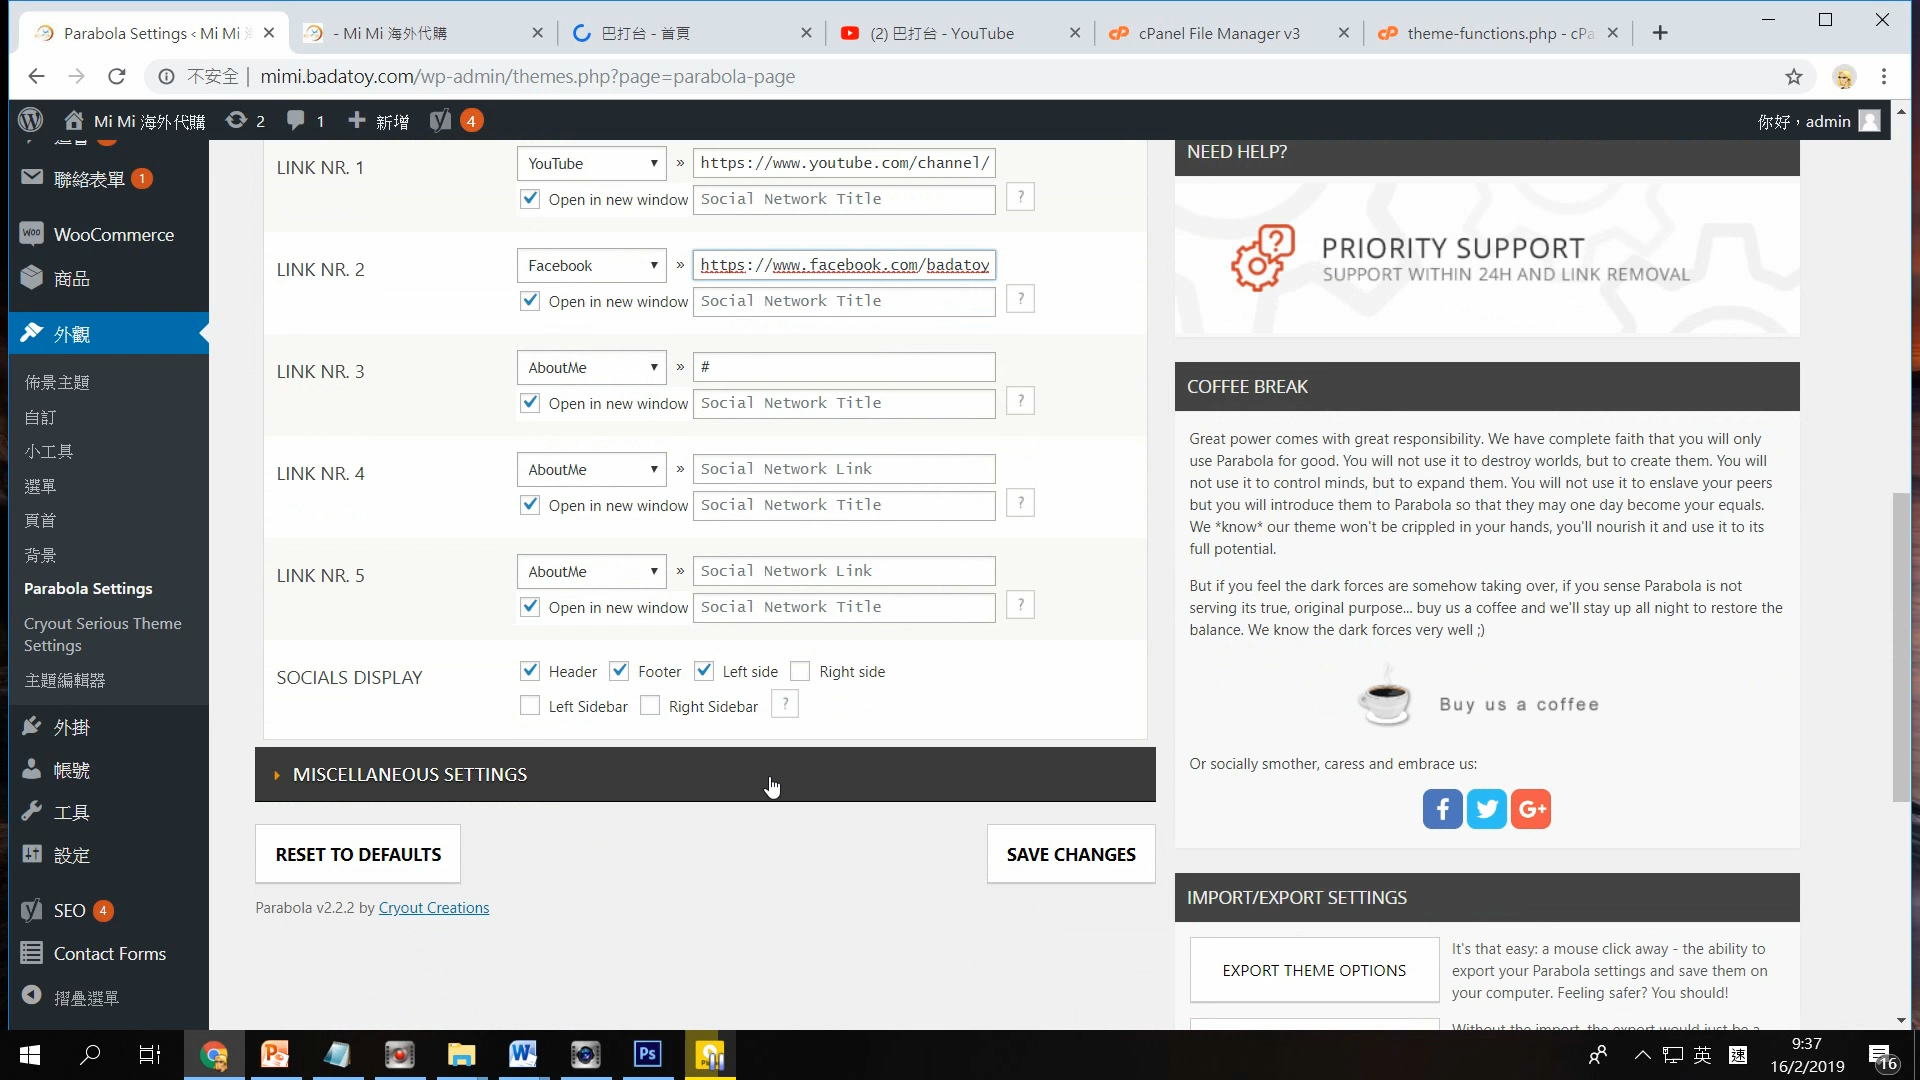 Parabola Settings ‹ Mi Mi
- Mi Mi 海外代購
巴打台 - 首頁
(2) 巴打台 - YouTube
cPanel File Manager v3
theme-functions.php - cPa
不安全 | mimi.badatoy.com/wp-admin/themes.php?page=parabola-page
Mi Mi 海外代購 2 1 新增 4
你好，admin
聯絡表單 1
WooCommerce
商品
外觀
佈景主題
自訂
小工具
選單
頁首
背景
Parabola Settings
Cryout Serious Theme
Settings
主題編輯器
外掛
帳號
工具
設定
SEO 4
Contact Forms
摺疊選單
LINK NR. 1
YouTube » https://www.youtube.com/channel/
Open in new window Social Network Title ?
LINK NR. 2
Facebook » https://www.facebook.com/badatoy
Open in new window Social Network Title ?
LINK NR. 3
AboutMe » #
Open in new window Social Network Title ?
LINK NR. 4
AboutMe » Social Network Link
Open in new window Social Network Title ?
LINK NR. 5
AboutMe » Social Network Link
Open in new window Social Network Title ?
SOCIALS DISPLAY
Header Footer Left side Right side
Left Sidebar Right Sidebar ?
MISCELLANEOUS SETTINGS
RESET TO DEFAULTS
SAVE CHANGES
Parabola v2.2.2 by Cryout Creations
NEED HELP?
PRIORITY SUPPORT
SUPPORT WITHIN 24H AND LINK REMOVAL
COFFEE BREAK
Great power comes with great responsibility. We have complete faith that you will only
use Parabola for good. You will not use it to destroy worlds, but to create them. You will
not use it to control minds, but to expand them. You will not use it to enslave your peers
but you will introduce them to Parabola so that they may one day become your equals.
We *know* our theme won't be crippled in your hands, you'll nourish it and use it to its
full potential.
But if you feel the dark forces are somehow taking over, if you sense Parabola is not
serving its true, original purpose... buy us a coffee and we'll stay up all night to restore the
balance. We know the dark forces very well ;)
Buy us a coffee
Or socially smother, caress and embrace us:
IMPORT/EXPORT SETTINGS
EXPORT THEME OPTIONS
It's that easy: a mouse click away - the ability to
export your Parabola settings and save them on
your computer. Feeling safer? You should!
Without the import, the export would just be a
英 速
9:37
16/2/2019
16